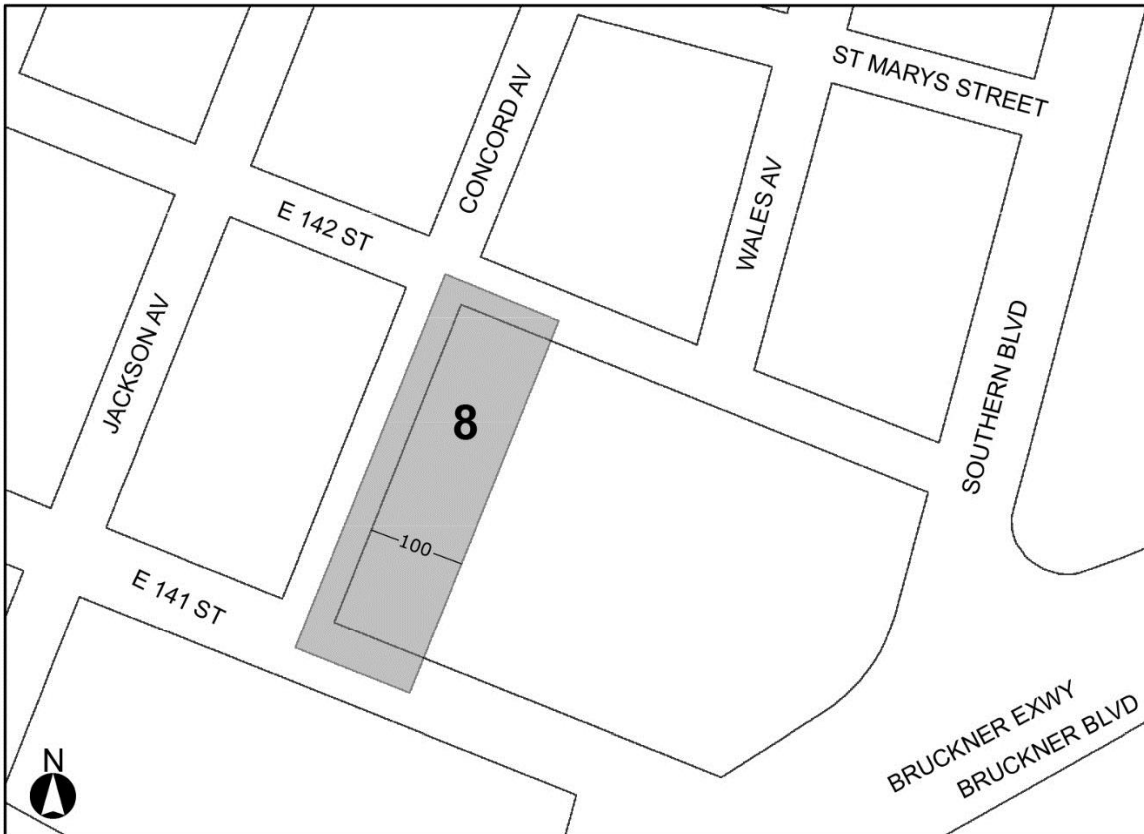 ST MARYS STREET
CONCORD AV
E 142 ST
WALES AV
JACKSON AV
SOUTHERN BLVD
8
100
E 141 ST
BRUCKNER EXWY
BRUCKNER BLVD
N